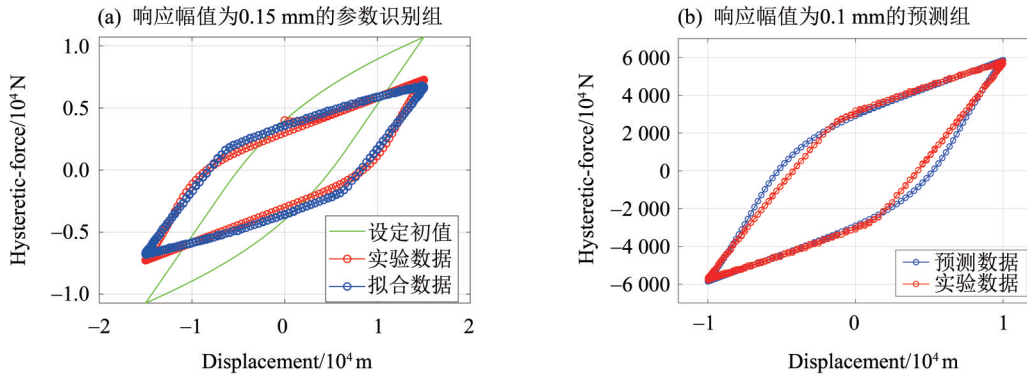 (a) 响应幅值为0.15 mm的参数识别组
1.0
0.5
0.0
−0.5
−1.0
Hysteretic-force/10⁴ N
设定初值
实验数据
拟合数据
−2 −1 0 1 2
Displacement/10⁴ m
(b) 响应幅值为0.1 mm的预测组
6 000
4 000
2 000
0
−2 000
−4 000
−6 000
Hysteretic-force/10⁴ N
预测数据
实验数据
−1 0 1
Displacement/10⁴ m